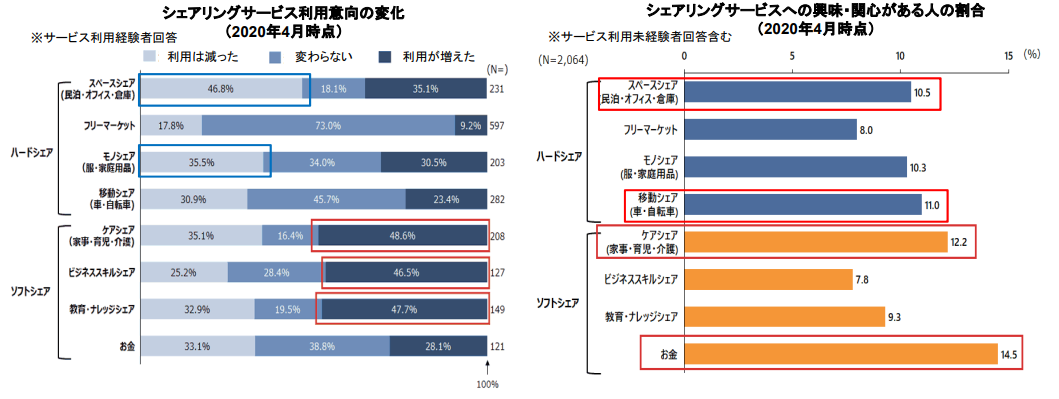 シェアリングサービス利用意向の変化
（2020年4月時点）
※サービス利用経験者回答
利用は減った 変わらない 利用が増えた
(N=)
ハードシェア
スペースシェア
(民泊・オフィス・倉庫)
46.8% 18.1% 35.1% 231
フリーマーケット 17.8% 73.0% 9.2% 597
モノシェア
(服・家庭用品)
35.5% 34.0% 30.5% 203
移動シェア
(車・自転車)
30.9% 45.7% 23.4% 282
ソフトシェア
ケアシェア
(家事・育児・介護)
35.1% 16.4% 48.6% 208
ビジネススキルシェア 25.2% 28.4% 46.5% 127
教育・ナレッジシェア 32.9% 19.5% 47.7% 149
お金 33.1% 38.8% 28.1% 121
100%
シェアリングサービスへの興味・関心がある人の割合
（2020年4月時点）
※サービス利用未経験者回答含む
(N=2,064)
0 5 10 15 (%)
ハードシェア
スペースシェア
(民泊・オフィス・倉庫)
10.5
フリーマーケット 8.0
モノシェア
(服・家庭用品)
10.3
移動シェア
(車・自転車)
11.0
ソフトシェア
ケアシェア
(家事・育児・介護)
12.2
ビジネススキルシェア 7.8
教育・ナレッジシェア 9.3
お金 14.5